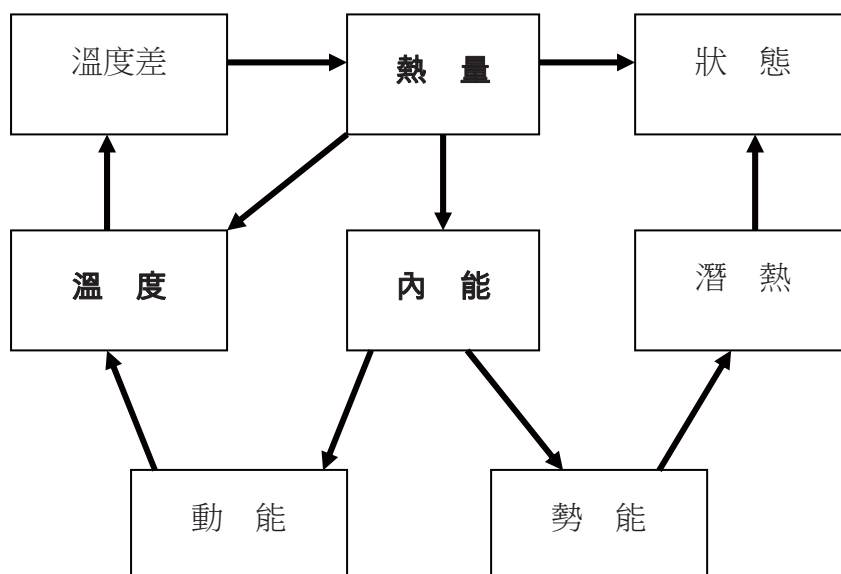 溫度差
熱 量
狀 態
溫 度
內 能
潛 熱
動 能
勢 能